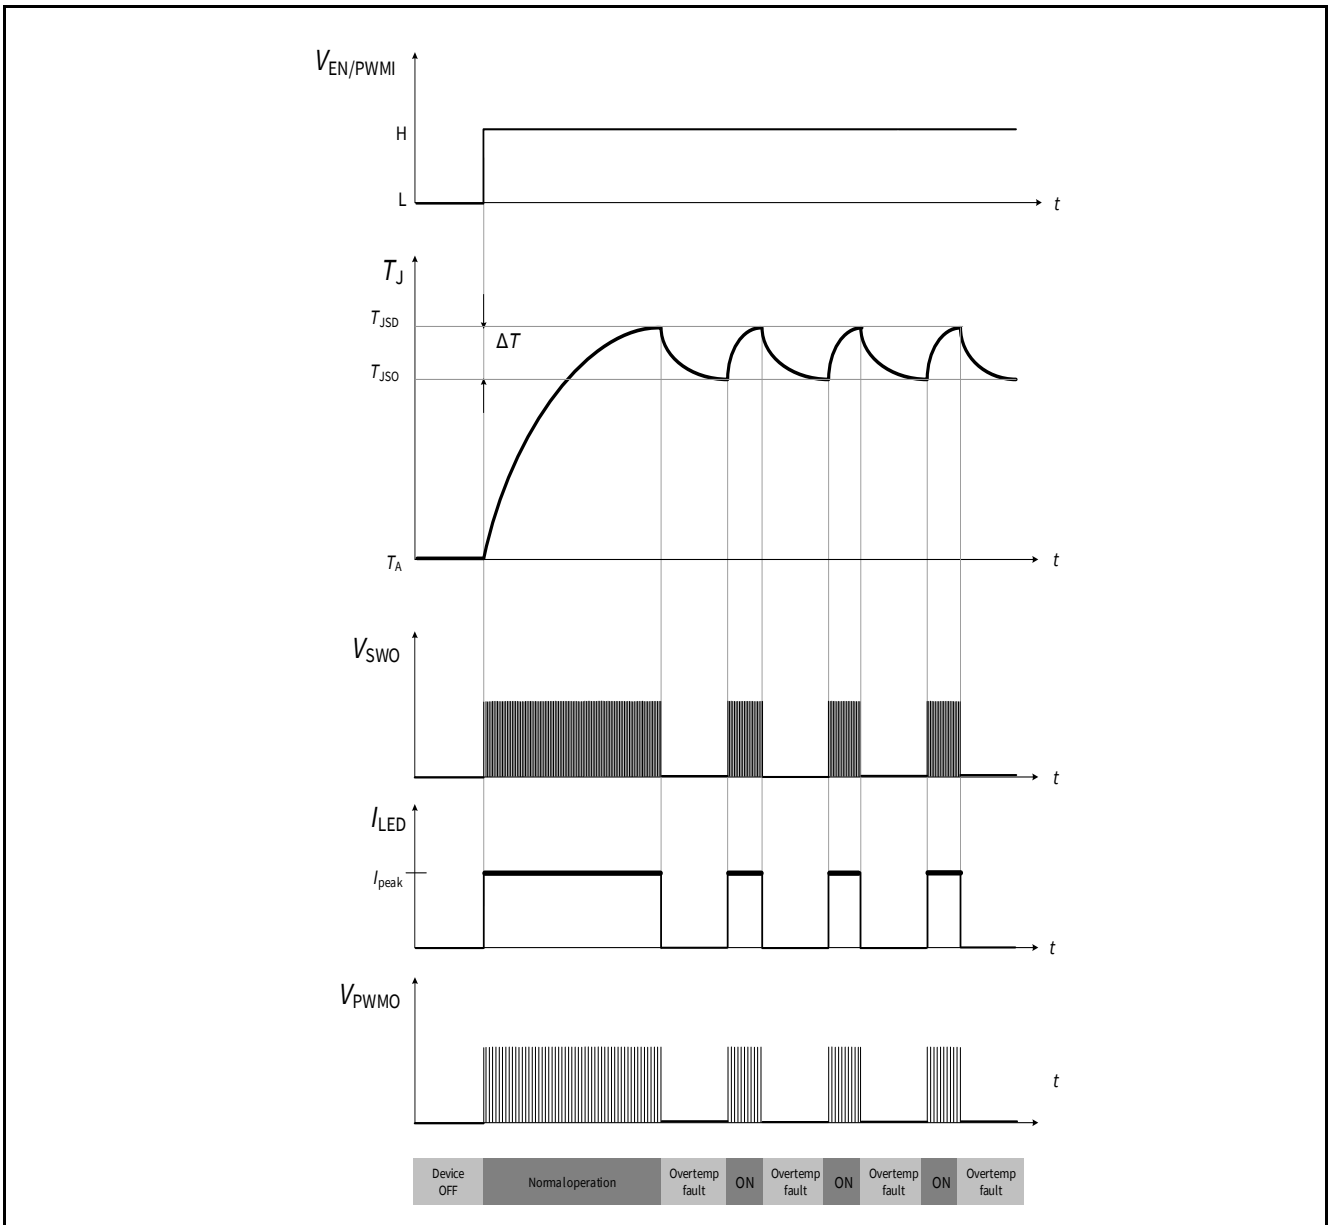 VEN/PWMI
H
L
t
TJ
TJSD
ΔT
TJSO
TA
t
VSWO
t
ILED
Ipeak
t
VPWMO
t
Device
OFF
Normal operation
Overtemp
fault
ON
Overtemp
fault
ON
Overtemp
fault
ON
Overtemp
fault